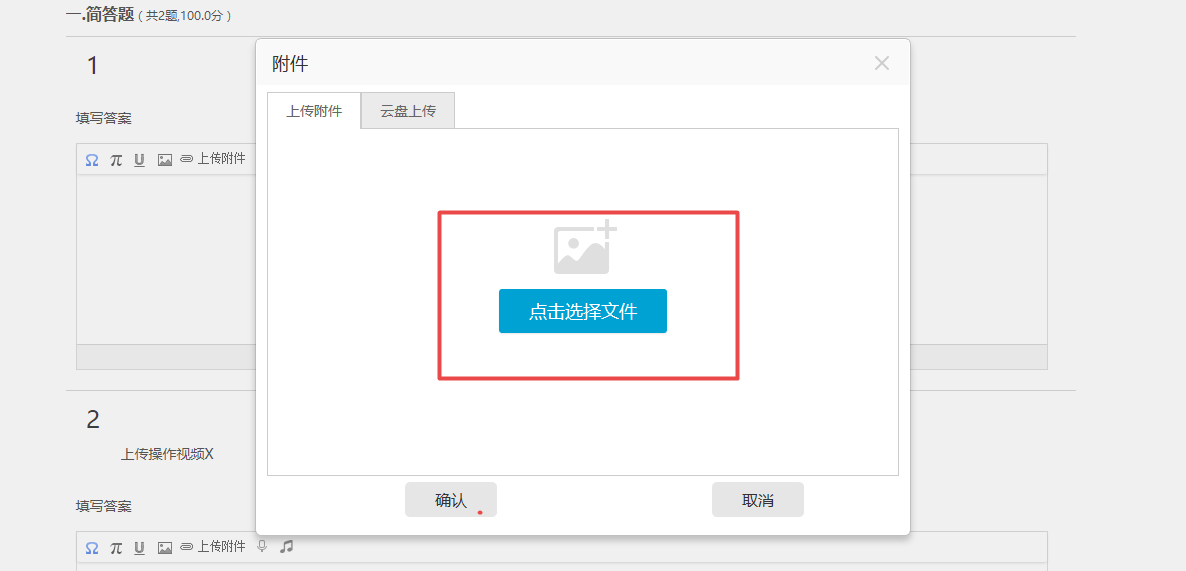 一.简答题 ( 共2题,100.0分 )
1
填写答案
Ω π U 上传附件
附件
上传附件 云盘上传
点击选择文件
确认 取消
2
上传操作视频X
填写答案
Ω π U 上传附件